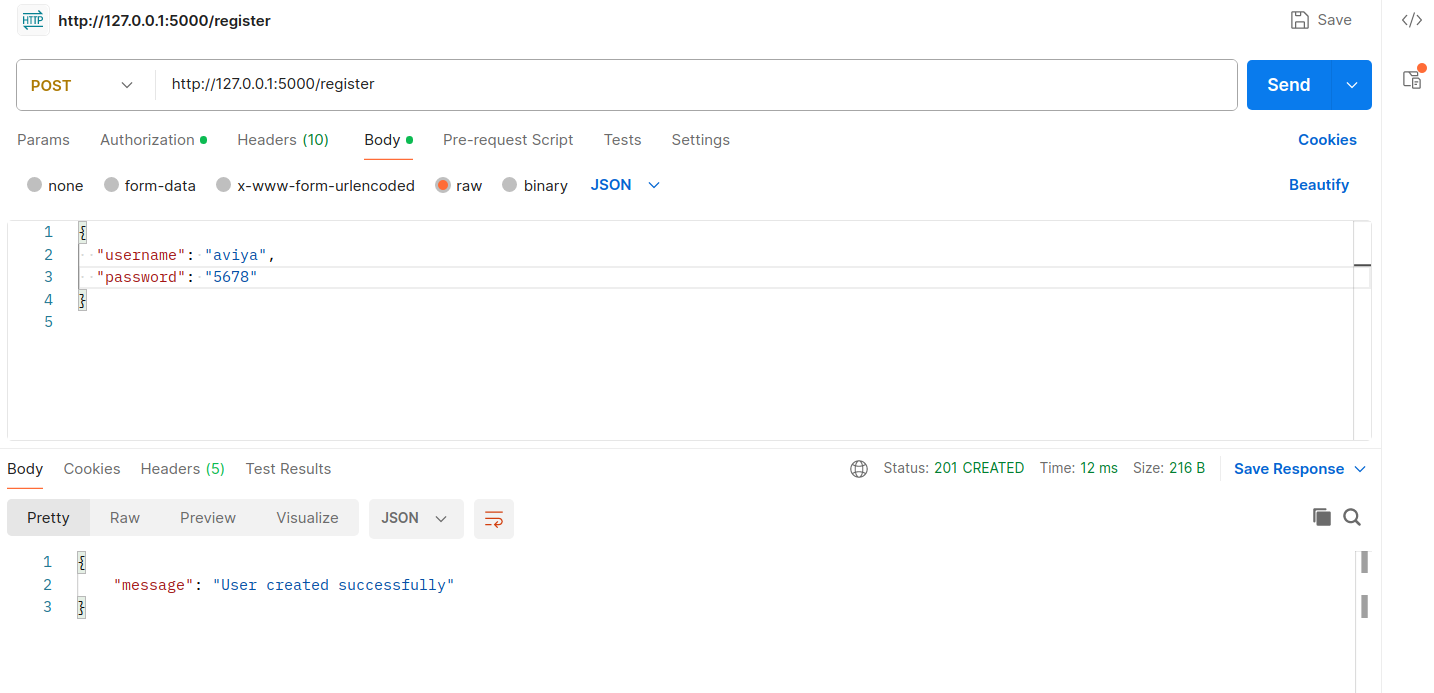 HTTP http://127.0.0.1:5000/register Save
POST http://127.0.0.1:5000/register Send
Params Authorization Headers (10) Body Pre-request Script Tests Settings Cookies
none form-data x-www-form-urlencoded raw binary JSON Beautify
1 {
2 "username": "aviya",
3 "password": "5678"
4 }
5
Body Cookies Headers (5) Test Results Status: 201 CREATED Time: 12 ms Size: 216 B Save Response
Pretty Raw Preview Visualize JSON
1 {
2 "message": "User created successfully"
3 }